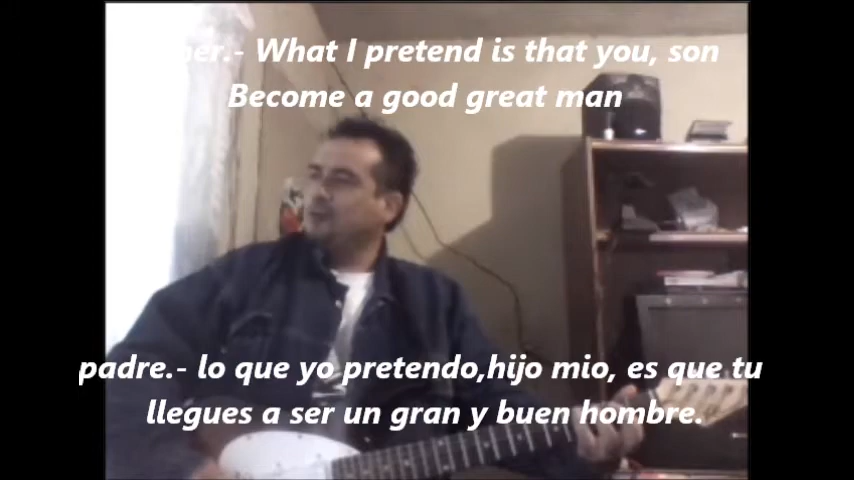 .- What I pretend is that you, son
Become a good great man
padre.- lo que yo pretendo,hijo mio, es que tu
llegues a ser un gran y buen hombre.